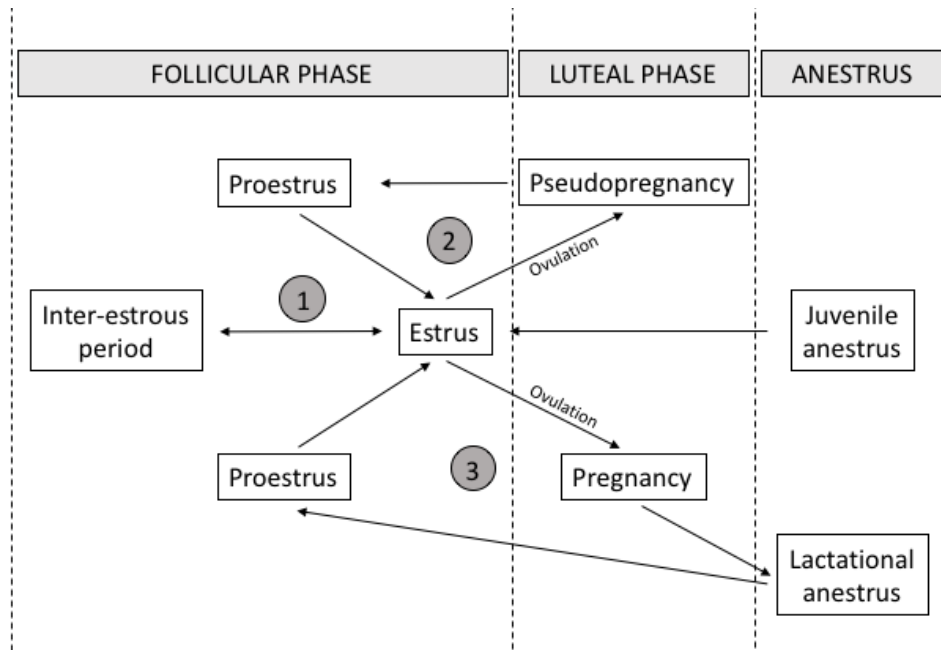 FOLLICULAR PHASE
LUTEAL PHASE
ANESTRUS
Proestrus
Pseudopregnancy
2
Ovulation
1
Inter-estrous
period
Estrus
Juvenile
anestrus
Ovulation
3
Proestrus
Pregnancy
Lactational
anestrus